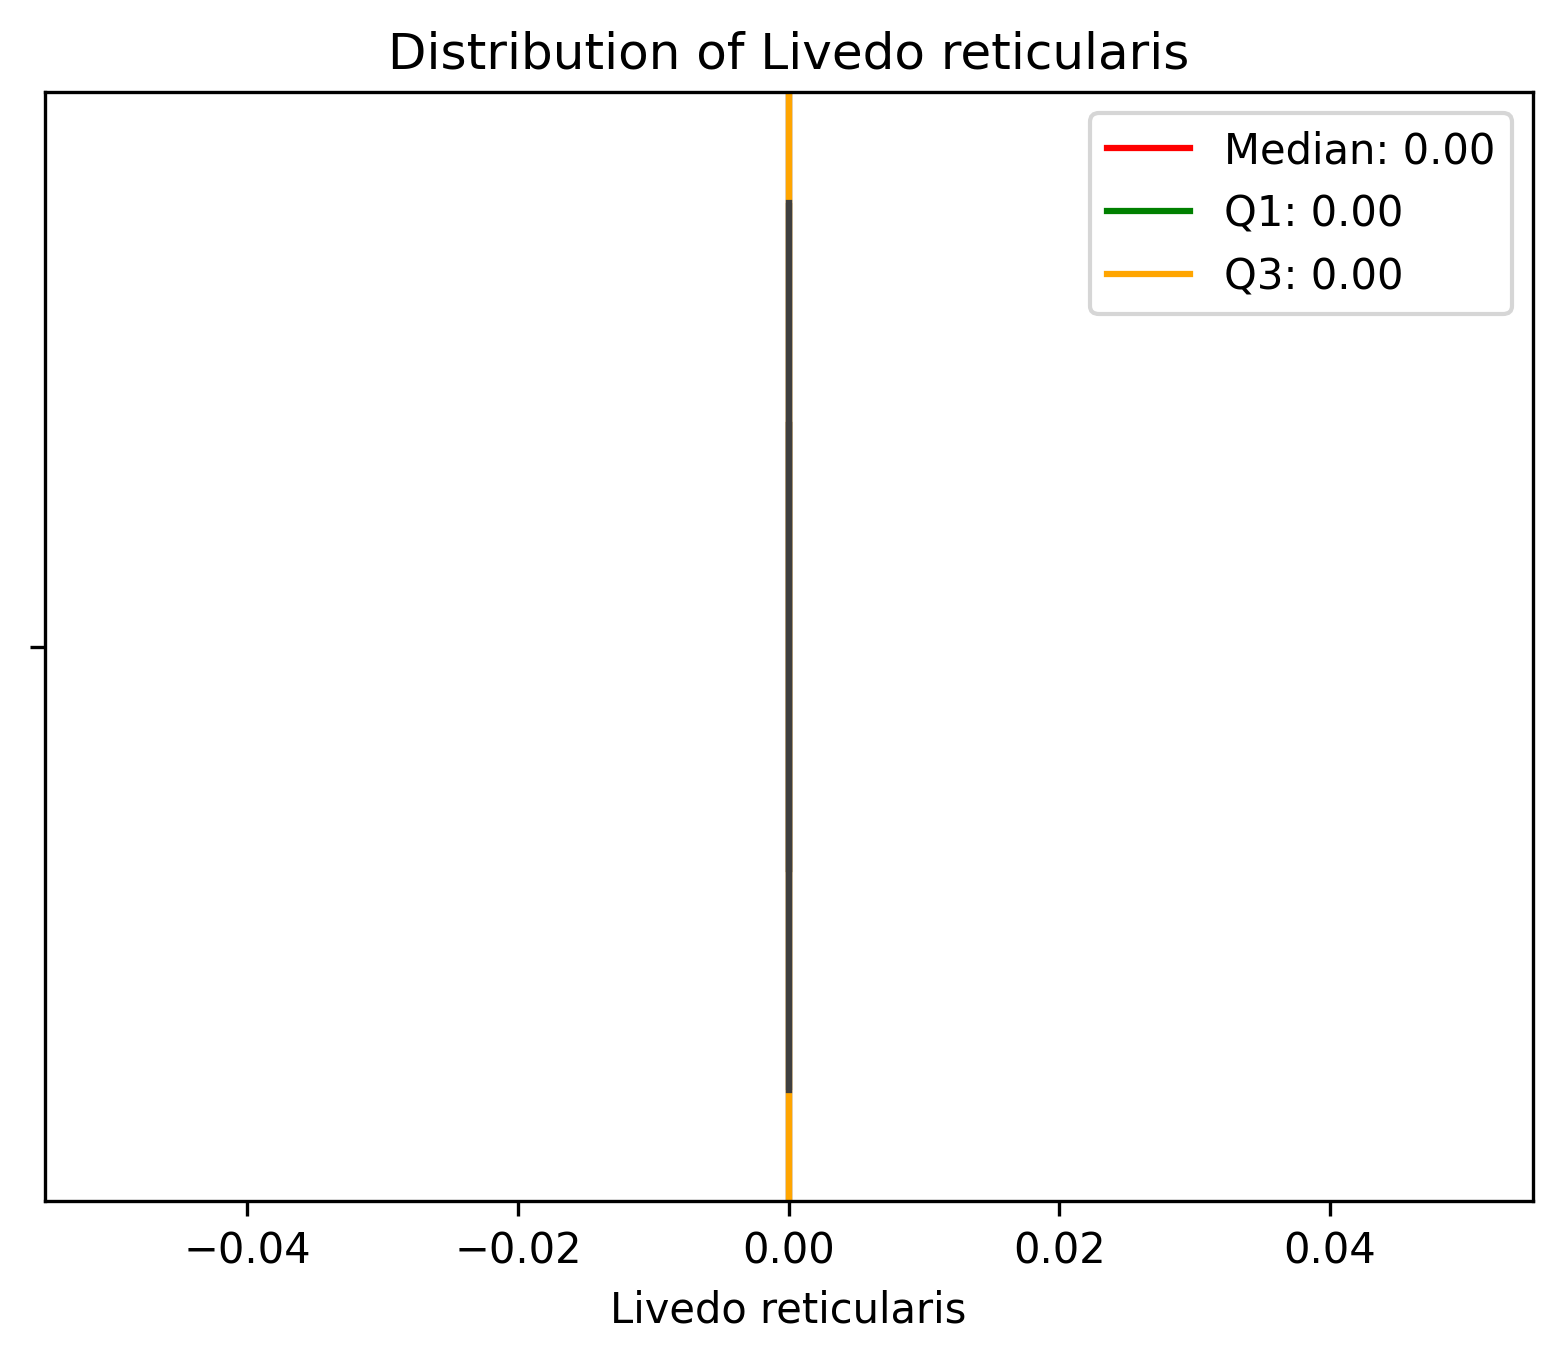 Distribution of Livedo reticularis
Median: 0.00
Q1: 0.00
Q3: 0.00
−0.04 −0.02 0.00 0.02 0.04
Livedo reticularis